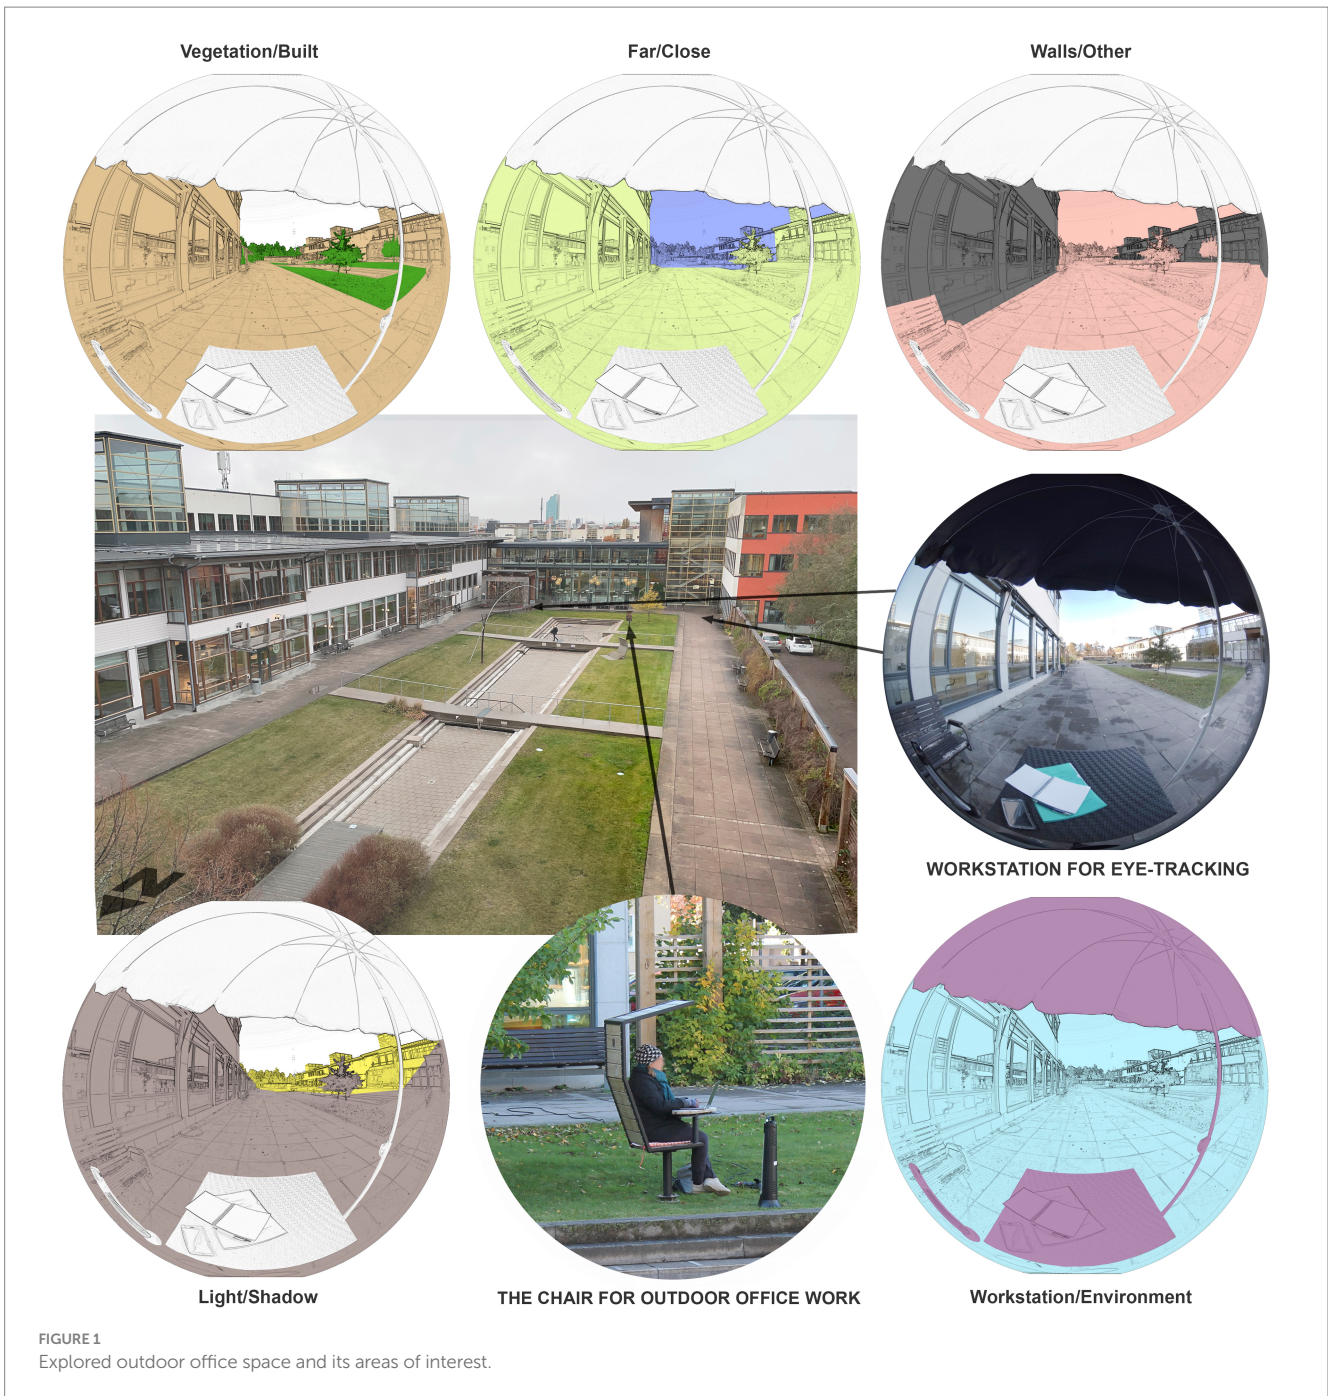 Vegetation/Built
Far/Close
Walls/Other
WORKSTATION FOR EYE-TRACKING
N
Light/Shadow
THE CHAIR FOR OUTDOOR OFFICE WORK
Workstation/Environment
FIGURE 1
Explored outdoor office space and its areas of interest.